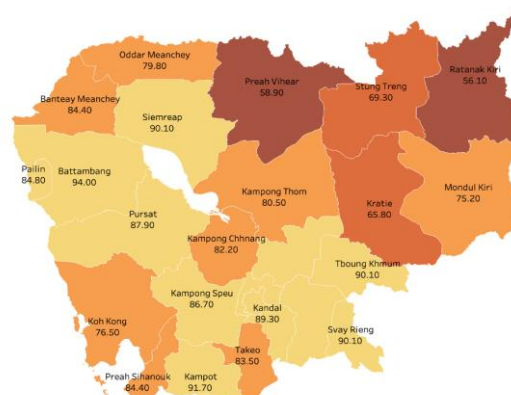 Oddar Meanchey
79.80
Preah Vihear
58.90
Ratanak Kiri
56.10
Stung Treng
69.30
Banteay Meanchey
84.40
Siemreap
90.10
Pailin
84.80
Battambang
94.00
Kampong Thom
80.50
Mondul Kiri
75.20
Kratie
65.80
Pursat
87.90
Kampong Chhnang
82.20
Tboung Khmum
90.10
Kampong Speu
86.70
Kandal
89.30
Koh Kong
76.50
Svay Rieng
90.10
Takeo
83.50
Preah Sihanouk
84.40
Kampot
91.70